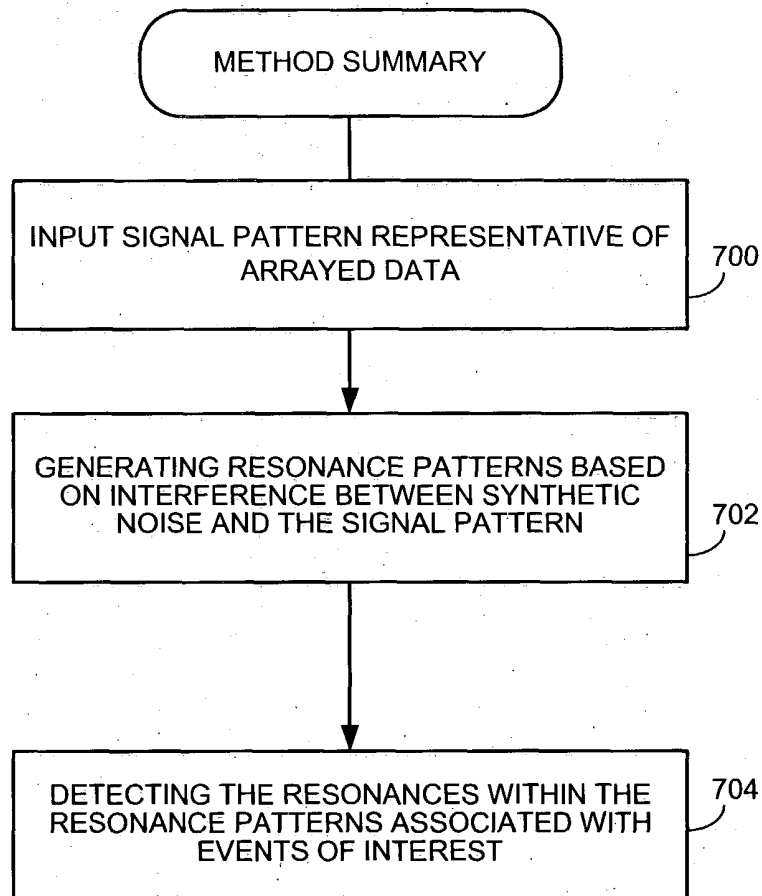 METHOD SUMMARY
INPUT SIGNAL PATTERN REPRESENTATIVE OF
ARRAYED DATA
700
GENERATING RESONANCE PATTERNS BASED
ON INTERFERENCE BETWEEN SYNTHETIC
NOISE AND THE SIGNAL PATTERN
702
DETECTING THE RESONANCES WITHIN THE
RESONANCE PATTERNS ASSOCIATED WITH
EVENTS OF INTEREST
704